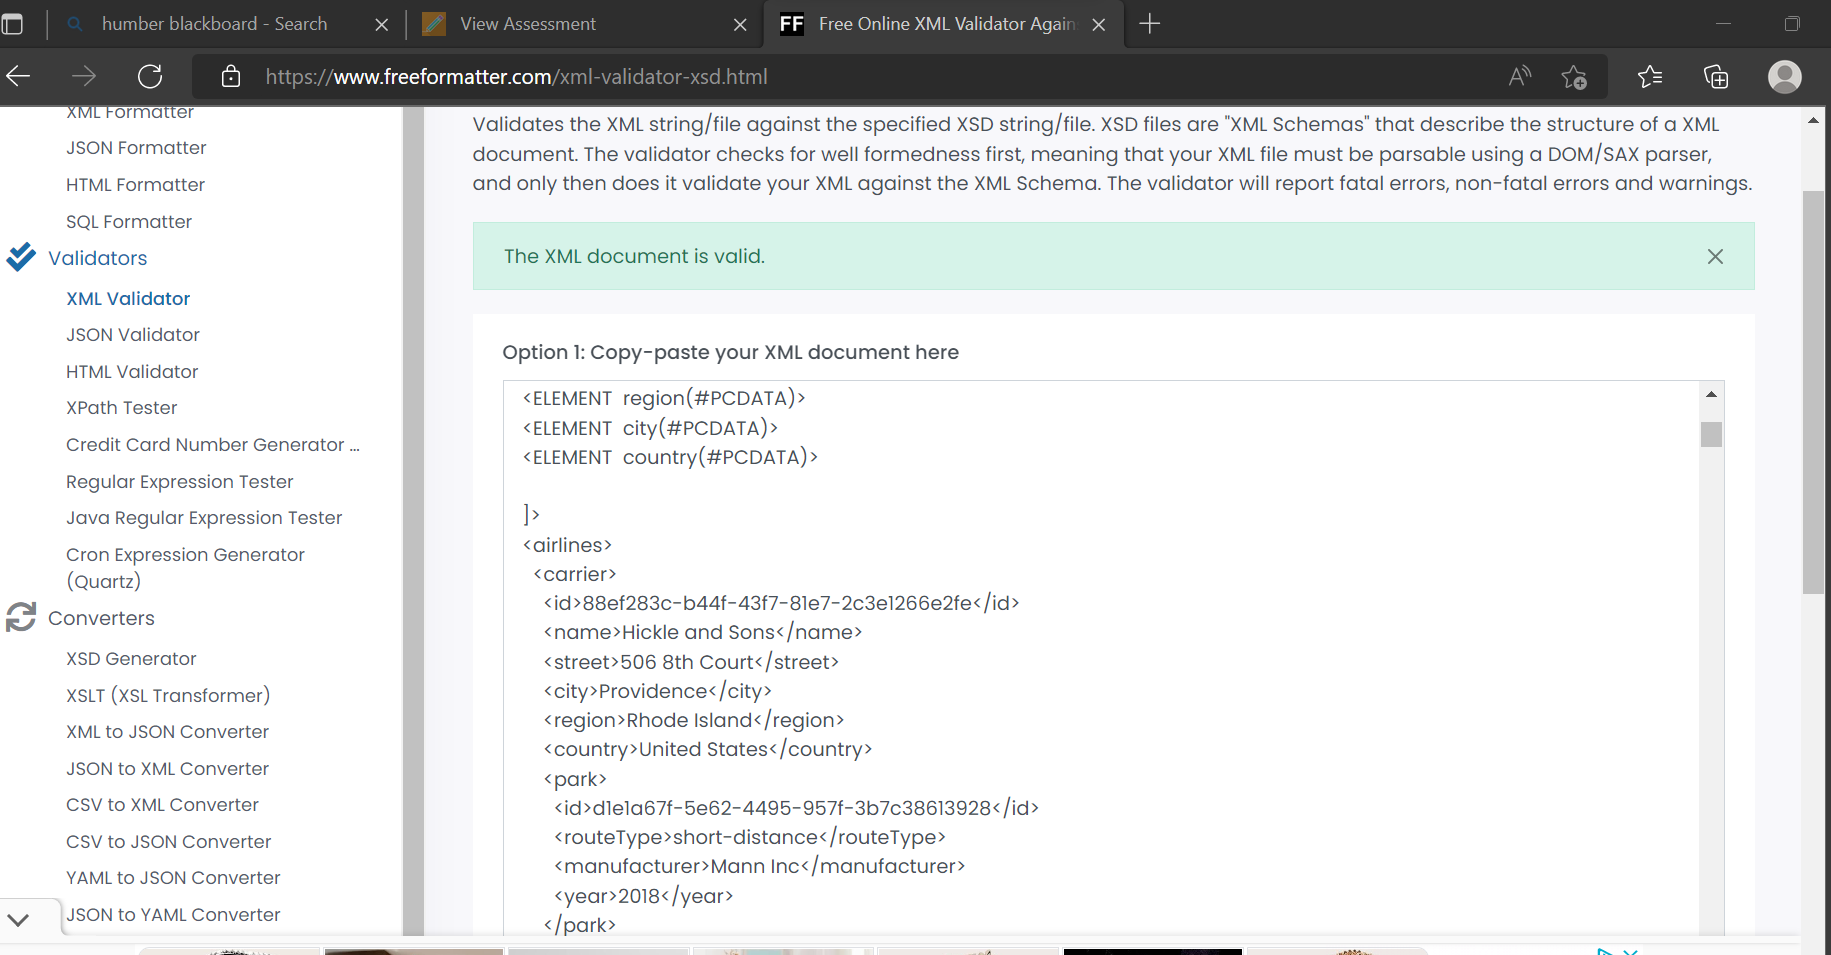 humber blackboard - Search
View Assessment
FF Free Online XML Validator Again
https://www.freeformatter.com/xml-validator-xsd.html
XML Formatter
JSON Formatter
HTML Formatter
SQL Formatter
Validators
XML Validator
JSON Validator
HTML Validator
XPath Tester
Credit Card Number Generator ...
Regular Expression Tester
Java Regular Expression Tester
Cron Expression Generator
(Quartz)
Converters
XSD Generator
XSLT (XSL Transformer)
XML to JSON Converter
JSON to XML Converter
CSV to XML Converter
CSV to JSON Converter
YAML to JSON Converter
JSON to YAML Converter
Validates the XML string/file against the specified XSD string/file. XSD files are "XML Schemas" that describe the structure of a XML
document. The validator checks for well formedness first, meaning that your XML file must be parsable using a DOM/SAX parser,
and only then does it validate your XML against the XML Schema. The validator will report fatal errors, non-fatal errors and warnings.
The XML document is valid.
Option 1: Copy-paste your XML document here
<ELEMENT region(#PCDATA)>
<ELEMENT city(#PCDATA)>
<ELEMENT country(#PCDATA)>
]>
<airlines>
<carrier>
<id>88ef283c-b44f-43f7-81e7-2c3e1266e2fe</id>
<name>Hickle and Sons</name>
<street>506 8th Court</street>
<city>Providence</city>
<region>Rhode Island</region>
<country>United States</country>
<park>
<id>d1e1a67f-5e62-4495-957f-3b7c38613928</id>
<routeType>short-distance</routeType>
<manufacturer>Mann Inc</manufacturer>
<year>2018</year>
</park>